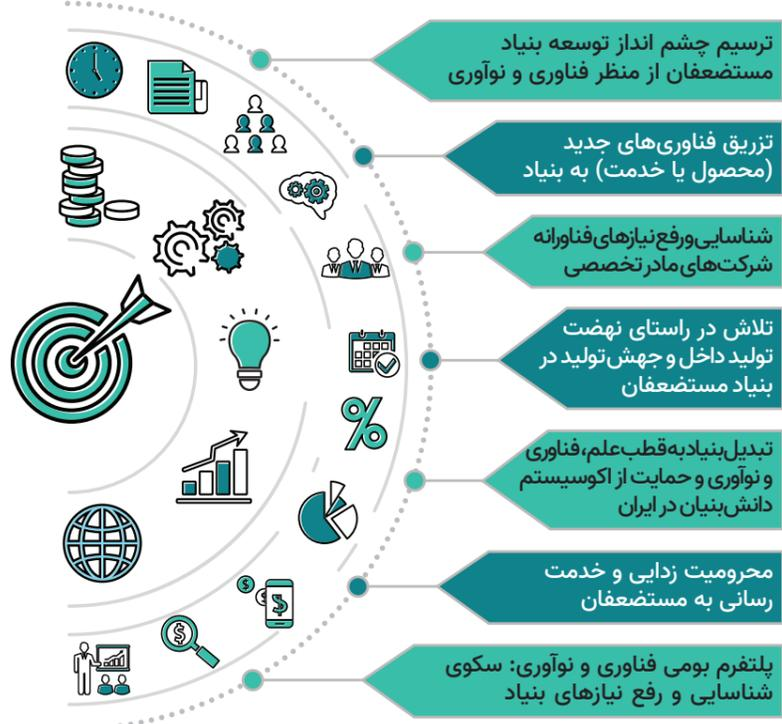 ترسیم چشم انداز توسعه بنیاد
مستضعفان از منظر فناوری و نوآوری
تزریق فناوری‌های جدید
(محصول یا خدمت) به بنیاد
شناسایی و رفع نیازهای فناورانه
شرکت‌های مادر تخصصی
تلاش در راستای نهضت
تولید داخل و جهش تولید در
بنیاد مستضعفان
تبدیل بنیاد به قطب علم، فناوری
و نوآوری و حمایت از اکوسیستم
دانش‌بنیان در ایران
محرومیت زدایی و خدمت
رسانی به مستضعفان
پلتفرم بومی فناوری و نوآوری: سکوی
شناسایی و رفع نیازهای بنیاد